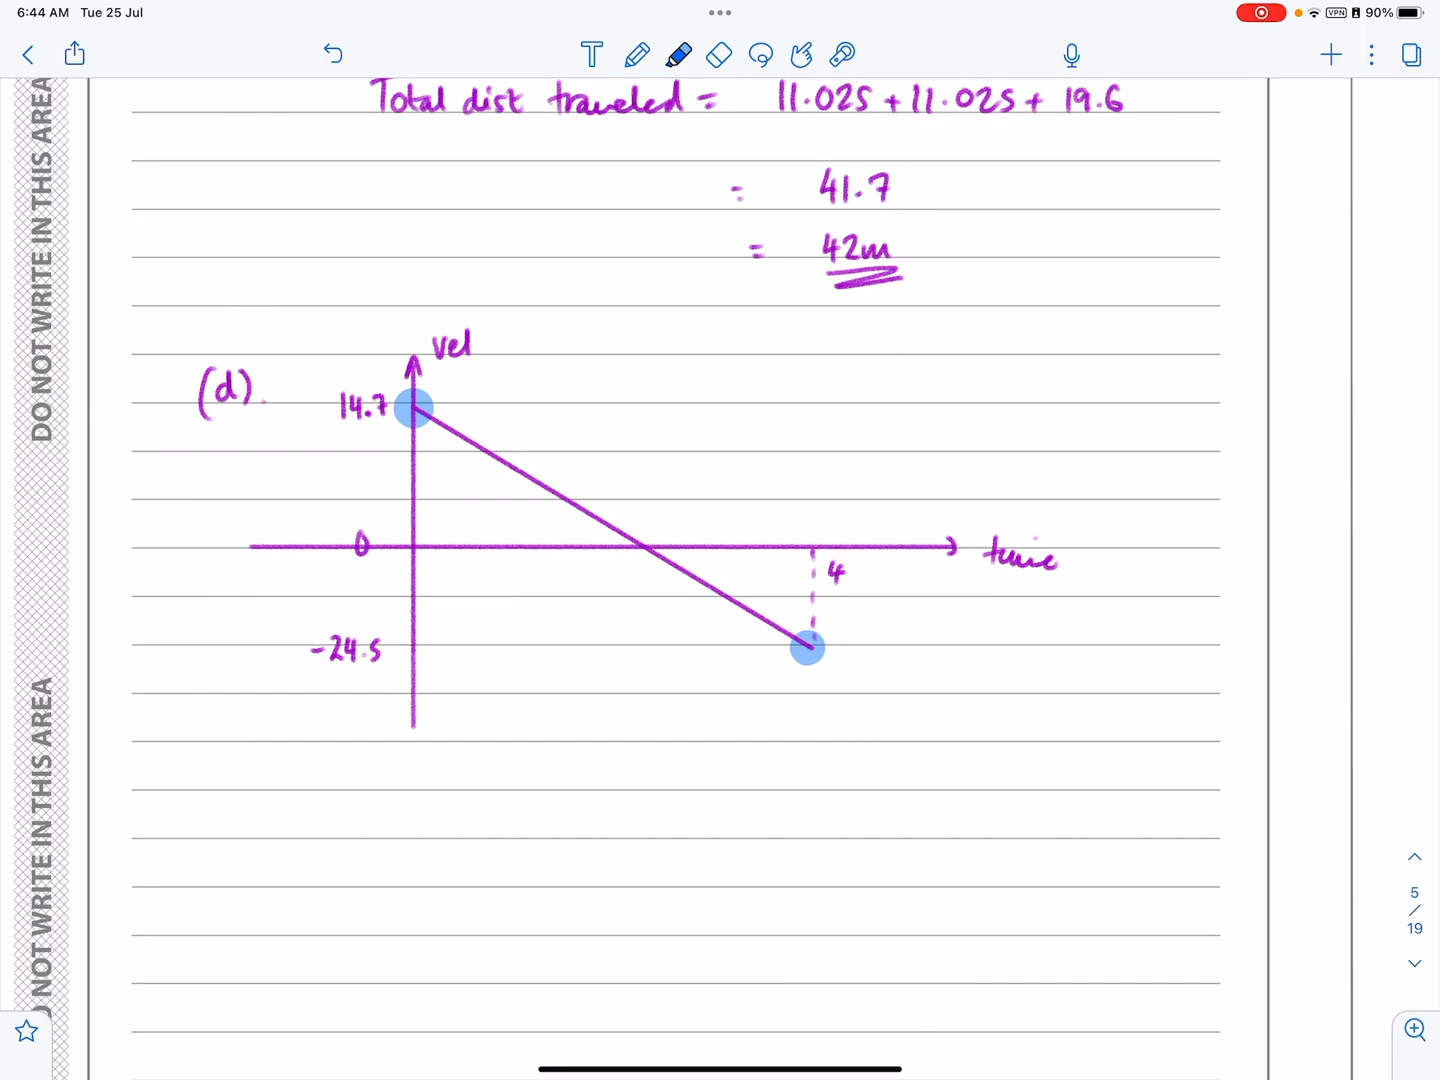 6:44 AM Tue 25 Jul
VPN 90%
T
DO NOT WRITE IN THIS AREA
Total dist traveled = 11.025 + 11.025 + 19.6
= 41.7
= 42m
(d).
vel
14.7
0
time
4
-24.5
NOT WRITE IN THIS AREA
5
/
19